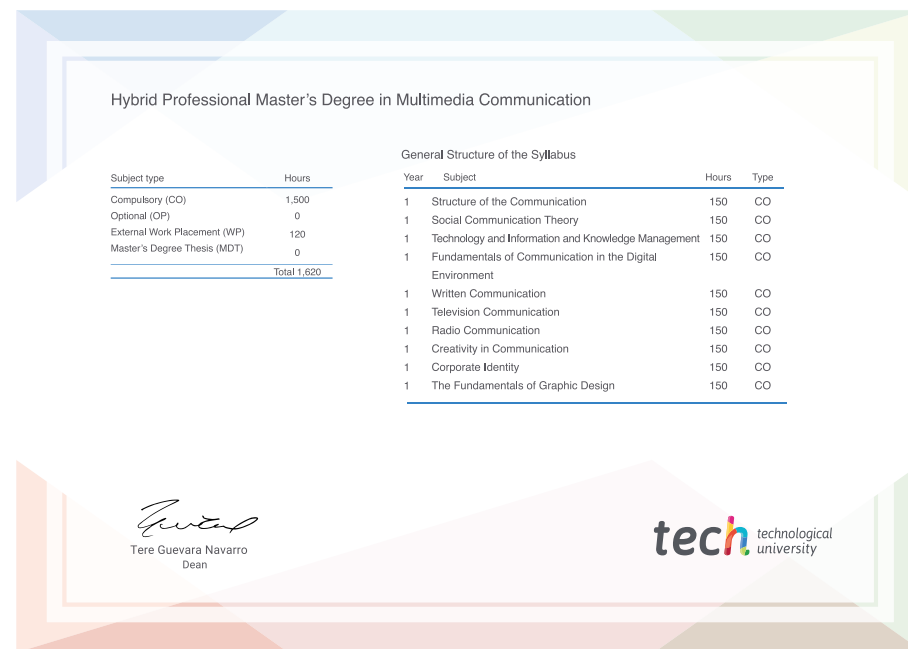 Hybrid Professional Master's Degree in Multimedia Communication
Subject type Hours
Compulsory (CO) 1,500
Optional (OP) 0
External Work Placement (WP) 120
Master's Degree Thesis (MDT) 0
Total 1,620
General Structure of the Syllabus
Year Subject Hours Type
1 Structure of the Communication 150 CO
1 Social Communication Theory 150 CO
1 Technology and Information and Knowledge Management 150 CO
1 Fundamentals of Communication in the Digital 150 CO
Environment
1 Written Communication 150 CO
1 Television Communication 150 CO
1 Radio Communication 150 CO
1 Creativity in Communication 150 CO
1 Corporate Identity 150 CO
1 The Fundamentals of Graphic Design 150 CO
Tere Guevara Navarro
Dean
tech technological
university